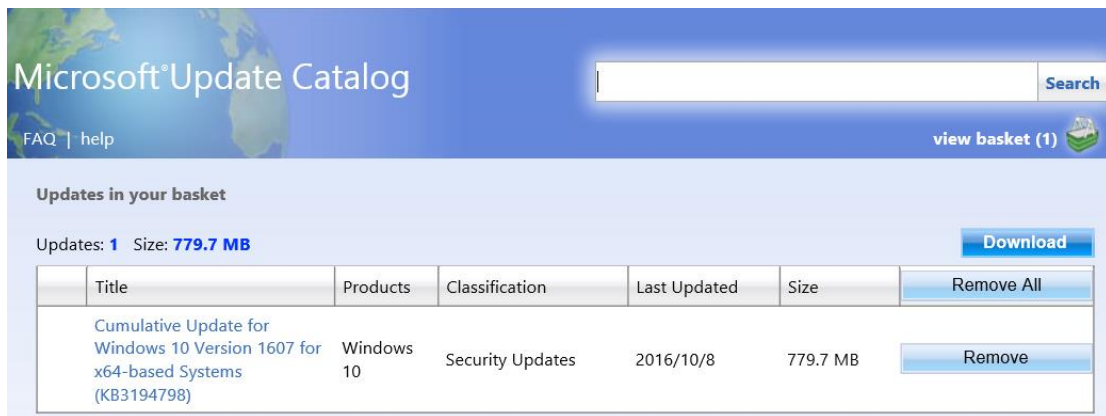 Microsoft® Update Catalog
Search
FAQ | help
view basket (1)
Updates in your basket
Updates: 1 Size: 779.7 MB
Download
Title Products Classification Last Updated Size Remove All
Cumulative Update for
Windows 10 Version 1607 for
x64-based Systems
(KB3194798)
Windows
10
Security Updates
2016/10/8
779.7 MB
Remove